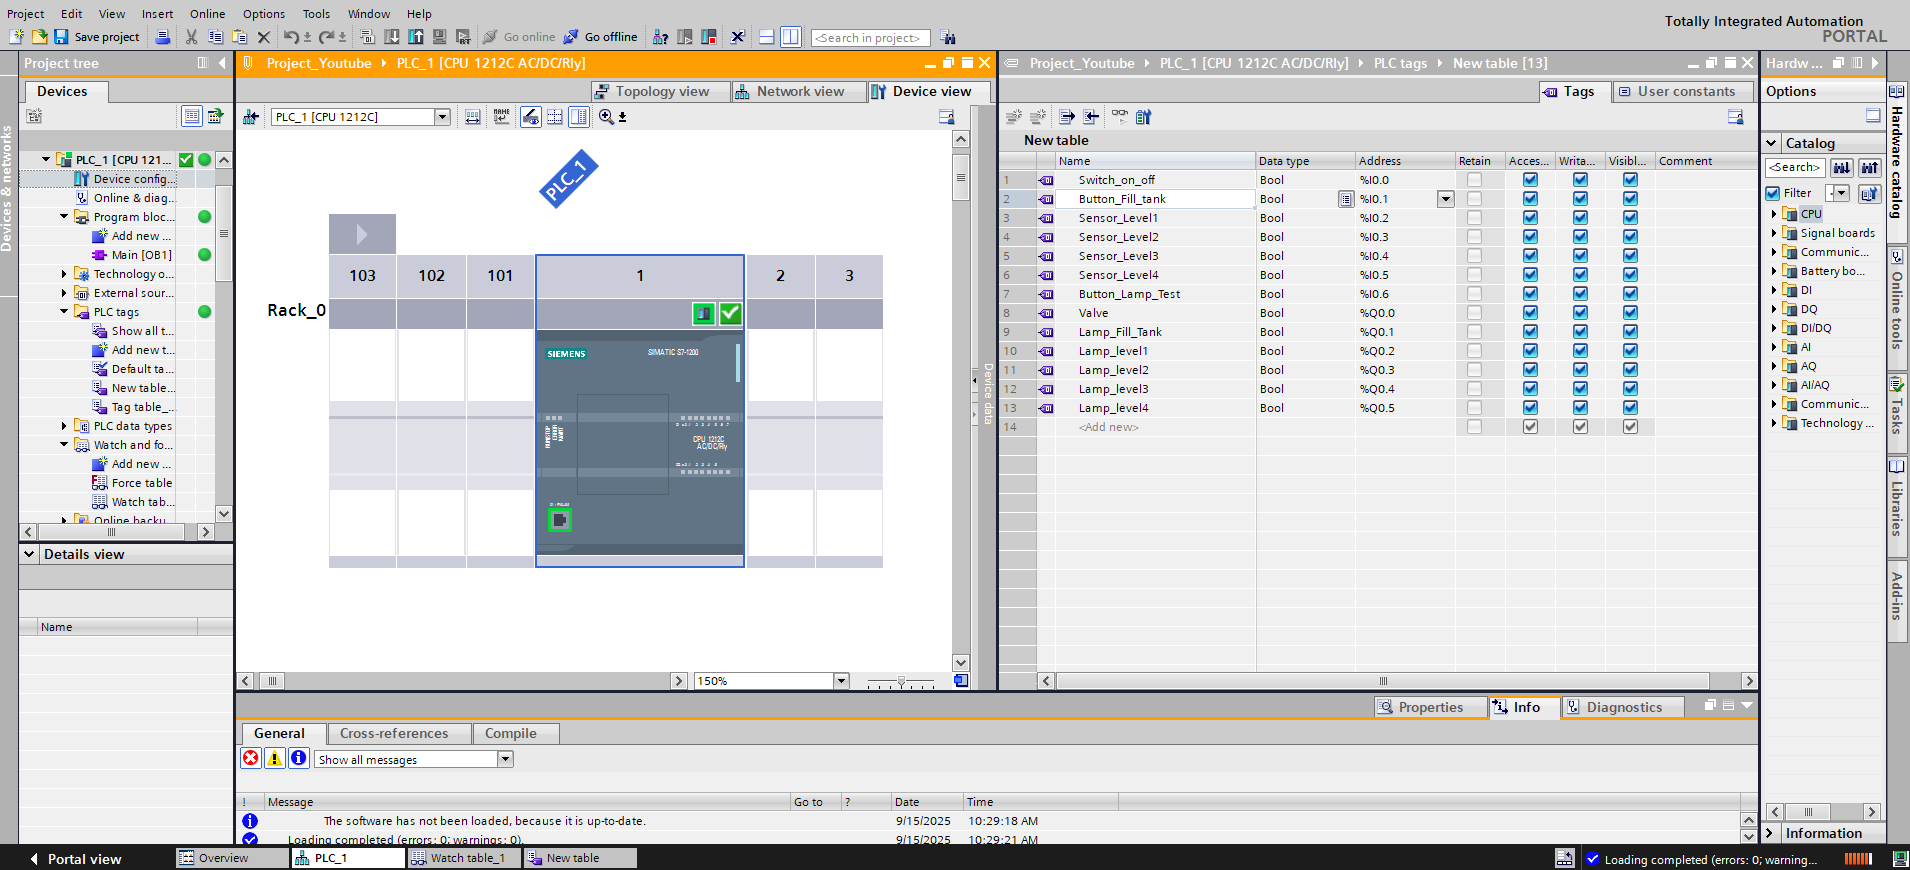 Project Edit View Insert Online Options Tools Window Help
Totally Integrated Automation
PORTAL
Save project
Go online
Go offline
<Search in project>
Project tree
Devices
Devices & networks
PLC_1 [CPU 121...
Device config...
Online & diag...
Program bloc...
Add new ...
Main [OB1]
Technology o...
External sour...
PLC tags
Show all t...
Add new t...
Default ta...
New table...
Tag table_...
PLC data types
Watch and fo...
Add new ...
Force table
Watch tab...
Online backu...
Details view
Name
Project_Youtube PLC_1 [CPU 1212C AC/DC/Rly]
Topology view Network view Device view
PLC_1 [CPU 1212C]
PLC_1
103 102 101 1 2 3
Rack_0
SIEMENS
SIMATIC S7-1200
RUN/STOP
ERROR
MAINT
CPU 1212C
AC/DC/Rly
150%
Device data
Project_Youtube PLC_1 [CPU 1212C AC/DC/Rly] PLC tags New table [13]
Tags User constants
New table
Name Data type Address Retain Acces... Writa... Visibl... Comment
1 Switch_on_off Bool %I0.0
2 Button_Fill_tank Bool %I0.1
3 Sensor_Level1 Bool %I0.2
4 Sensor_Level2 Bool %I0.3
5 Sensor_Level3 Bool %I0.4
6 Sensor_Level4 Bool %I0.5
7 Button_Lamp_Test Bool %I0.6
8 Valve Bool %Q0.0
9 Lamp_Fill_Tank Bool %Q0.1
10 Lamp_level1 Bool %Q0.2
11 Lamp_level2 Bool %Q0.3
12 Lamp_level3 Bool %Q0.4
13 Lamp_level4 Bool %Q0.5
14 <Add new>
Properties Info Diagnostics
General Cross-references Compile
Show all messages
! Message Go to ? Date Time
The software has not been loaded, because it is up-to-date. 9/15/2025 10:29:18 AM
Loading completed (errors: 0; warnings: 0). 9/15/2025 10:29:21 AM
Hardw ...
Options
Catalog
<Search>
Filter
CPU
Signal boards
Communic...
Battery bo...
DI
DQ
DI/DQ
AI
AQ
AI/AQ
Communic...
Technology ...
Information
Hardware catalog
Online tools
Tasks
Libraries
Add-ins
Portal view Overview PLC_1 Watch table_1 New table
Loading completed (errors: 0; warning...